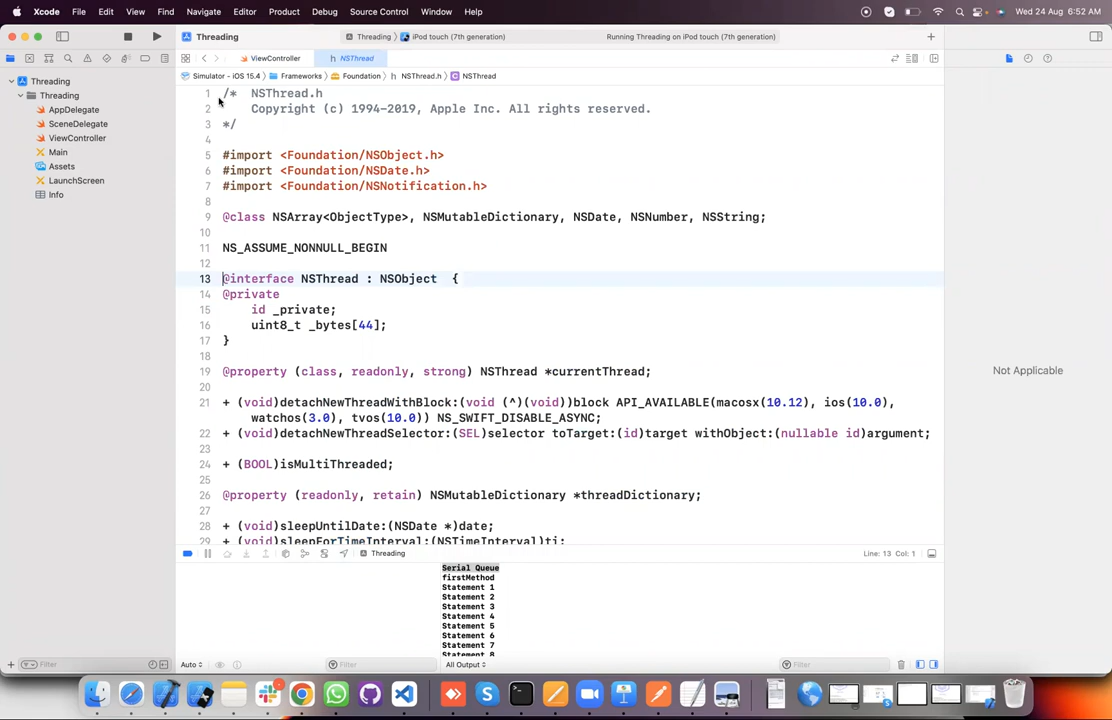 Xcode File Edit View Find Navigate Editor Product Debug Source Control Window Help Wed 24 Aug 6:52 AM
Threading Threading iPod touch (7th generation) Running Threading on iPod touch (7th generation)
ViewController NSThread
Simulator - iOS 15.4 Frameworks Foundation NSThread.h NSThread
Threading
Threading
AppDelegate
SceneDelegate
ViewController
Main
Assets
LaunchScreen
Info
1 /* NSThread.h
2 Copyright (c) 1994-2019, Apple Inc. All rights reserved.
3 */
4
5 #import <Foundation/NSObject.h>
6 #import <Foundation/NSDate.h>
7 #import <Foundation/NSNotification.h>
8
9 @class NSArray<ObjectType>, NSMutableDictionary, NSDate, NSNumber, NSString;
10
11 NS_ASSUME_NONNULL_BEGIN
12
13 @interface NSThread : NSObject {
14 @private
15 id _private;
16 uint8_t _bytes[44];
17 }
18
19 @property (class, readonly, strong) NSThread *currentThread;
20
21 + (void)detachNewThreadWithBlock:(void (^)(void))block API_AVAILABLE(macosx(10.12), ios(10.0),
watchos(3.0), tvos(10.0)) NS_SWIFT_DISABLE_ASYNC;
22 + (void)detachNewThreadSelector:(SEL)selector toTarget:(id)target withObject:(nullable id)argument;
23
24 + (BOOL)isMultiThreaded;
25
26 @property (readonly, retain) NSMutableDictionary *threadDictionary;
27
28 + (void)sleepUntilDate:(NSDate *)date;
29 + (void)sleepForTimeInterval:(NSTimeInterval)ti;
Not Applicable
Threading Line: 13 Col: 1
Serial Queue
firstMethod
Statement 1
Statement 2
Statement 3
Statement 4
Statement 5
Statement 6
Statement 7
Statement 8
Filter Auto Filter All Output Filter